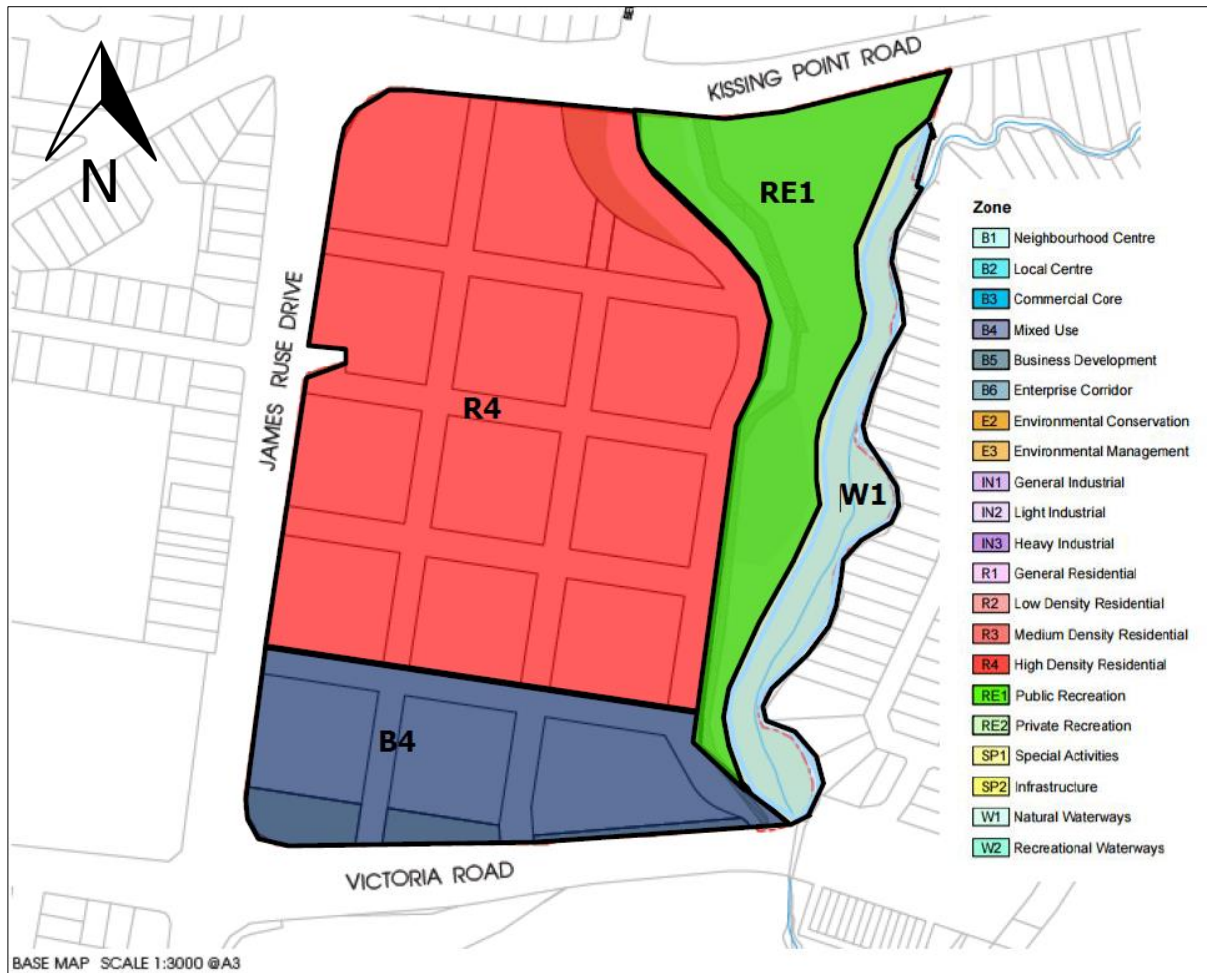 KISSING POINT ROAD
N
RE1
JAMES RUSE DRIVE
R4
W1
B4
VICTORIA ROAD
Zone
B1 Neighbourhood Centre
B2 Local Centre
B3 Commercial Core
B4 Mixed Use
B5 Business Development
B6 Enterprise Corridor
E2 Environmental Conservation
E3 Environmental Management
IN1 General Industrial
IN2 Light Industrial
IN3 Heavy Industrial
R1 General Residential
R2 Low Density Residential
R3 Medium Density Residential
R4 High Density Residential
RE1 Public Recreation
RE2 Private Recreation
SP1 Special Activities
SP2 Infrastructure
W1 Natural Waterways
W2 Recreational Waterways
BASE MAP SCALE 1:3000 @A3